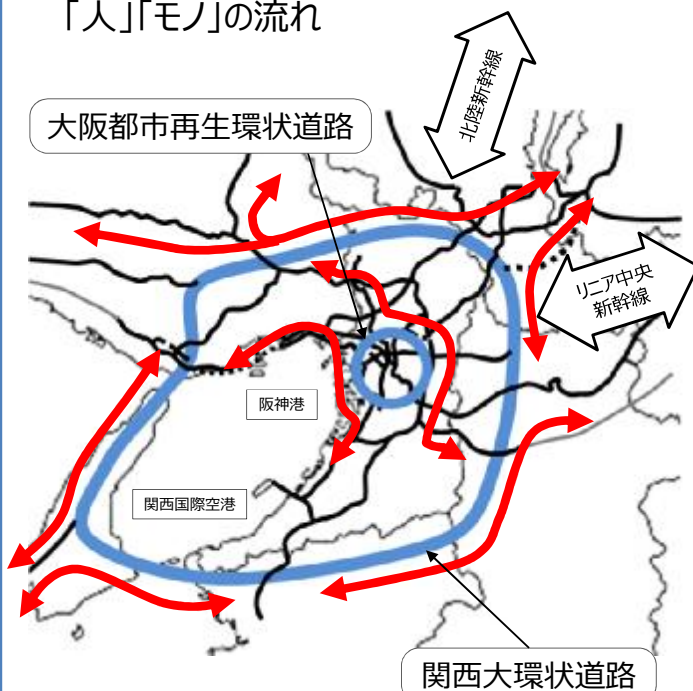 「人」「モノ」の流れ
北陸新幹線
大阪都市再生環状道路
リニア中央
新幹線
阪神港
関西国際空港
関西大環状道路